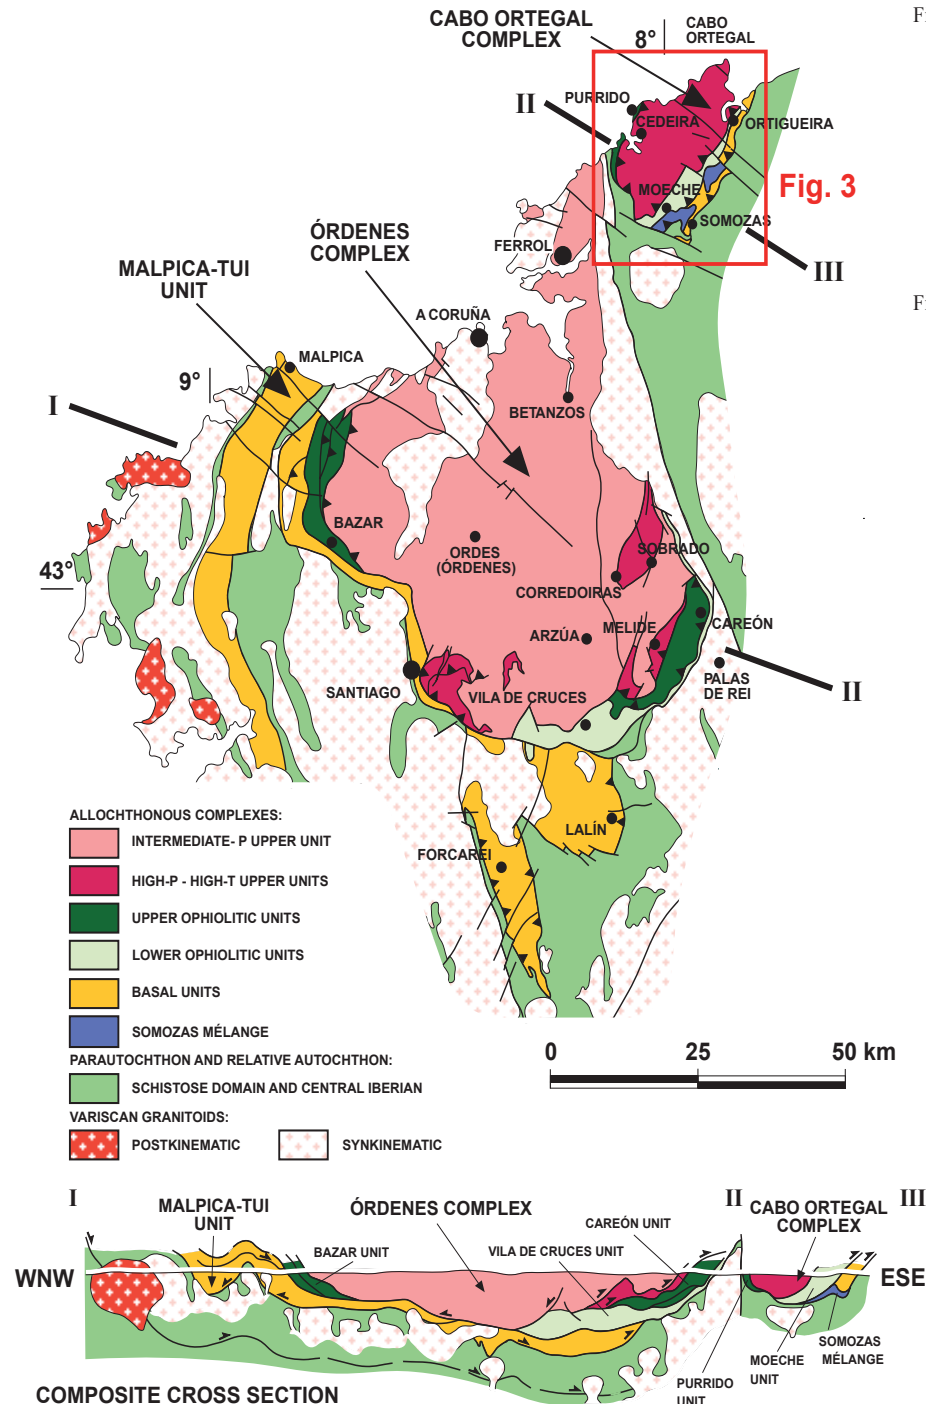 CABO ORTEGAL
COMPLEX
8°
CABO
ORTEGAL
II
PURRIDO
CEDEIRA
ORTIGUEIRA
MOECHE
Fig. 3
SOMOZAS
III
FERROL
ÓRDENES
COMPLEX
MALPICA-TUI
UNIT
A CORUÑA
MALPICA
9°
I
BETANZOS
BAZAR
ORDES
(ÓRDENES)
SOBRADO
43°
CORREDOIRAS
ARZÚA
MELIDE
CAREÓN
PALAS
DE REI
SANTIAGO
VILA DE CRUCES
II
LALÍN
FORCAREI
ALLOCHTHONOUS COMPLEXES:
INTERMEDIATE- P UPPER UNIT
HIGH-P - HIGH-T UPPER UNITS
UPPER OPHIOLITIC UNITS
LOWER OPHIOLITIC UNITS
BASAL UNITS
SOMOZAS MÉLANGE
PARAUTOCHTHON AND RELATIVE AUTOCHTHON:
SCHISTOSE DOMAIN AND CENTRAL IBERIAN
VARISCAN GRANITOIDS:
POSTKINEMATIC
SYNKINEMATIC
0 25 50 km
I
II
III
MALPICA-TUI
UNIT
ÓRDENES COMPLEX
CABO ORTEGAL
COMPLEX
CAREÓN UNIT
BAZAR UNIT
VILA DE CRUCES UNIT
WNW
ESE
SOMOZAS
MÉLANGE
MOECHE
UNIT
PURRIDO
UNIT
COMPOSITE CROSS SECTION